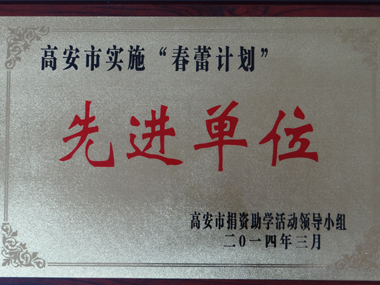 高安市实施“春蕾计划”
先进单位
高安市捐资助学活动领导小组
二〇一四年三月